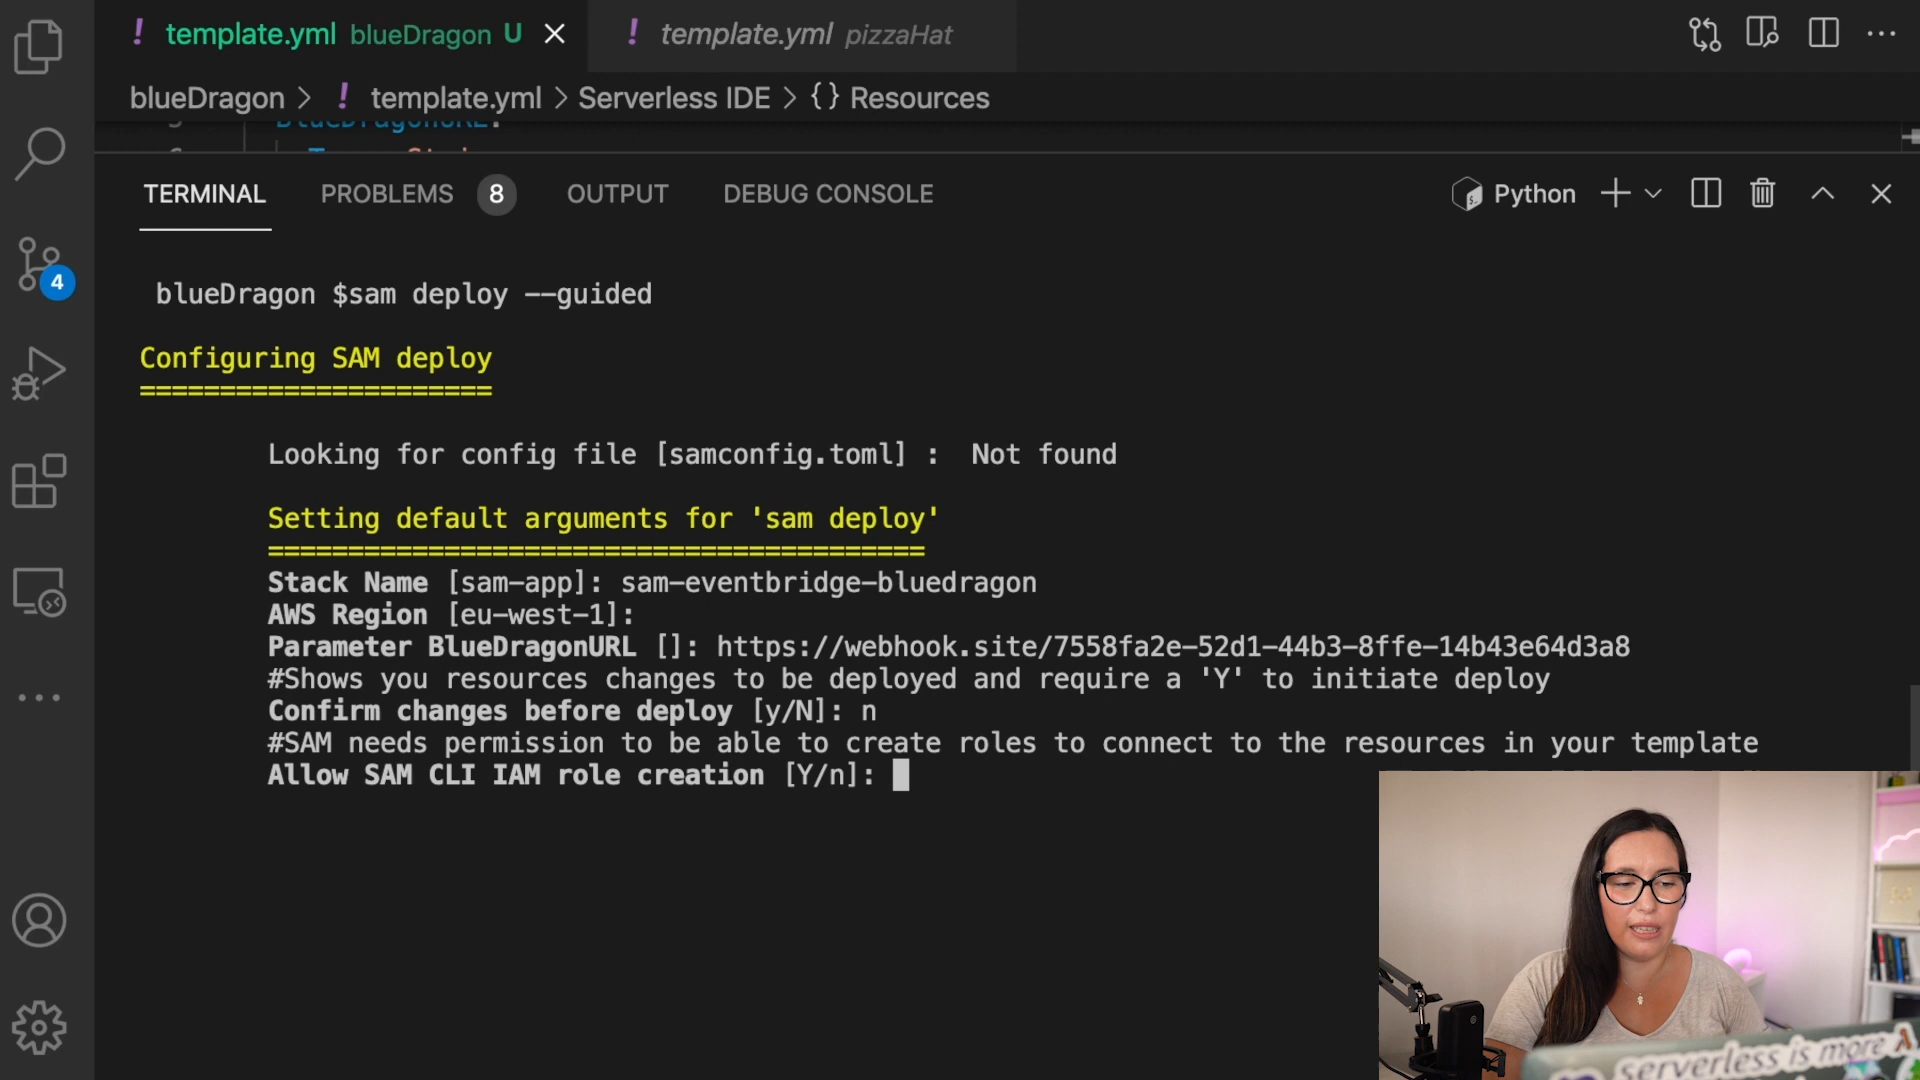 ! template.yml blueDragon U
! template.yml pizzaHat
blueDragon > ! template.yml > Serverless IDE > {} Resources
BlueDragonURL:
TERMINAL PROBLEMS 8 OUTPUT DEBUG CONSOLE
Python
4
blueDragon $sam deploy --guided
Configuring SAM deploy
======================
Looking for config file [samconfig.toml] :  Not found
Setting default arguments for 'sam deploy'
=========================================
Stack Name [sam-app]: sam-eventbridge-bluedragon
AWS Region [eu-west-1]:
Parameter BlueDragonURL []: https://webhook.site/7558fa2e-52d1-44b3-8ffe-14b43e64d3a8
#Shows you resources changes to be deployed and require a 'Y' to initiate deploy
Confirm changes before deploy [y/N]: n
#SAM needs permission to be able to create roles to connect to the resources in your template
Allow SAM CLI IAM role creation [Y/n]:
serverless is more λ